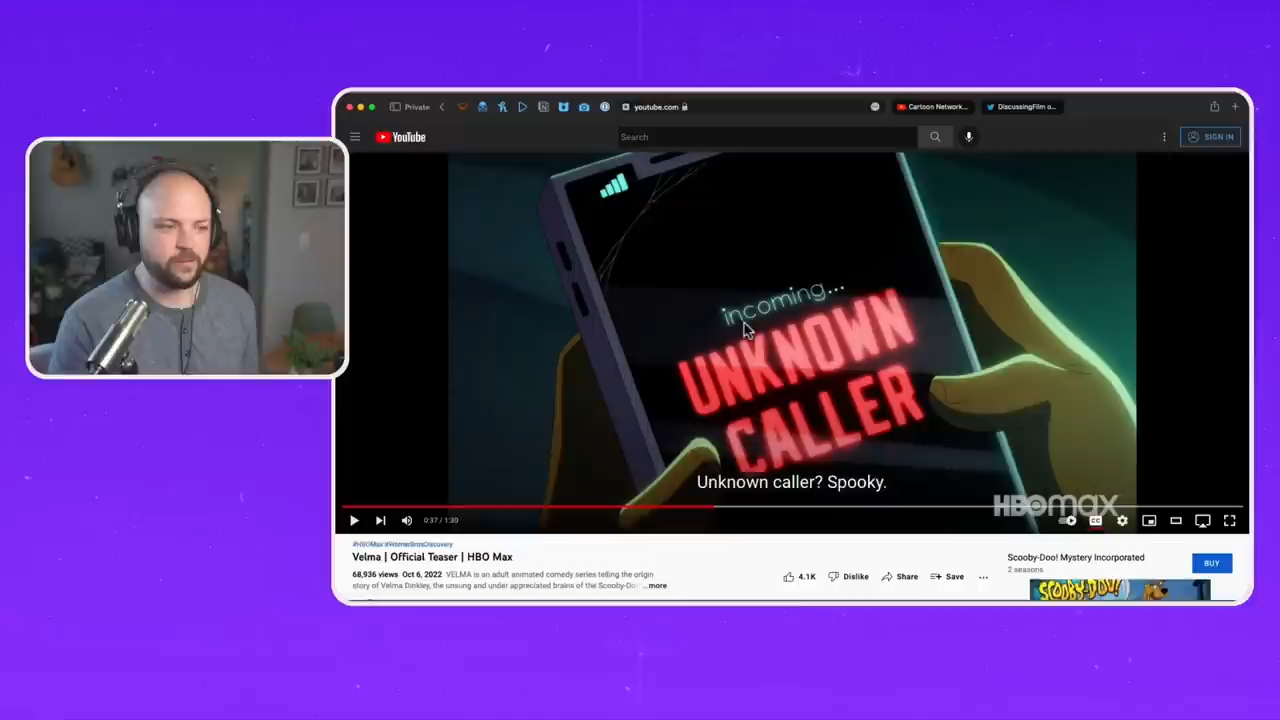 Private
youtube.com
Cartoon Network...
DiscussingFilm o...
YouTube
Search
SIGN IN
incoming...
UNKNOWN
CALLER
Unknown caller? Spooky.
HBOmax
0:37 / 1:30
CC
#HBOMax #WarnerBrosDiscovery
Velma | Official Teaser | HBO Max
68,936 views Oct 6, 2022 VELMA is an adult animated comedy series telling the origin
story of Velma Dinkley, the unsung and under appreciated brains of the Scooby-Do
...more
4.1K
Dislike
Share
Save
Scooby-Doo! Mystery Incorporated
2 seasons
BUY
SCOOBY-DOO!